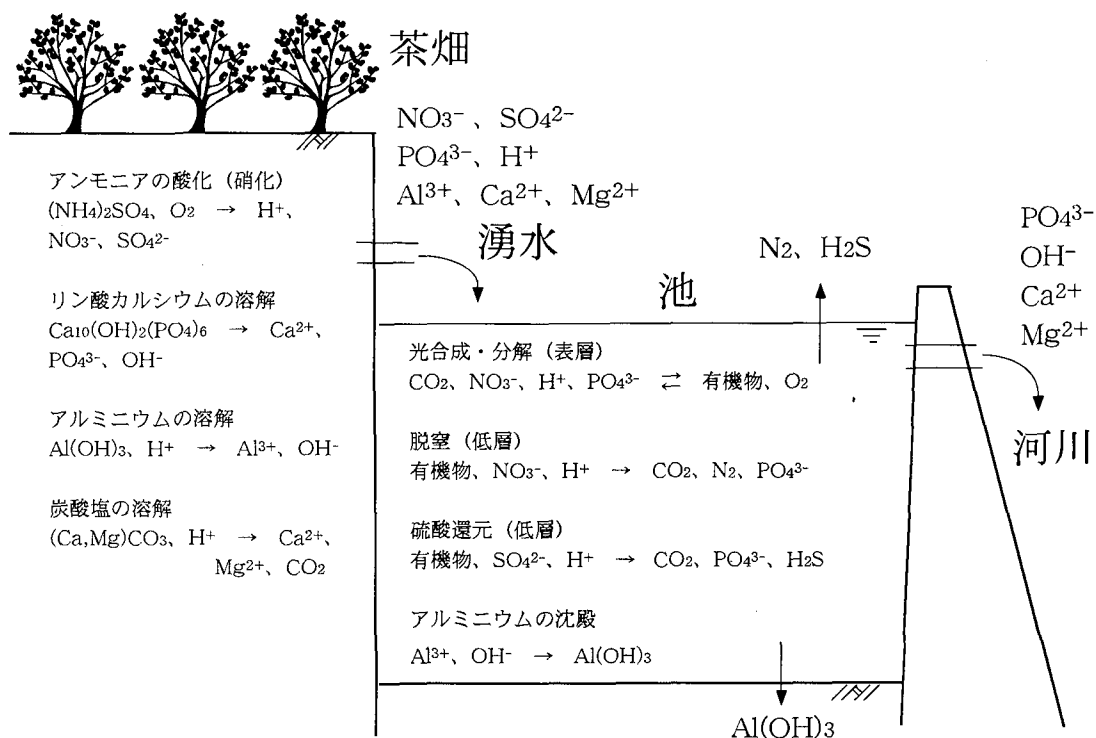 茶畑
NO₃⁻、SO₄²⁻
PO₄³⁻、H⁺
Al³⁺、Ca²⁺、Mg²⁺
湧水
アンモニアの酸化（硝化）
(NH₄)₂SO₄、O₂ → H⁺、
NO₃⁻、SO₄²⁻
リン酸カルシウムの溶解
Ca₁₀(OH)₂(PO₄)₆ → Ca²⁺、
PO₄³⁻、OH⁻
アルミニウムの溶解
Al(OH)₃、H⁺ → Al³⁺、OH⁻
炭酸塩の溶解
(Ca,Mg)CO₃、H⁺ → Ca²⁺、
Mg²⁺、CO₂
池
N₂、H₂S
光合成・分解（表層）
CO₂、NO₃⁻、H⁺、PO₄³⁻ ⇄ 有機物、O₂
脱窒（低層）
有機物、NO₃⁻、H⁺ → CO₂、N₂、PO₄³⁻
硫酸還元（低層）
有機物、SO₄²⁻、H⁺ → CO₂、PO₄³⁻、H₂S
アルミニウムの沈殿
Al³⁺、OH⁻ → Al(OH)₃
Al(OH)₃
PO₄³⁻
OH⁻
Ca²⁺
Mg²⁺
河川